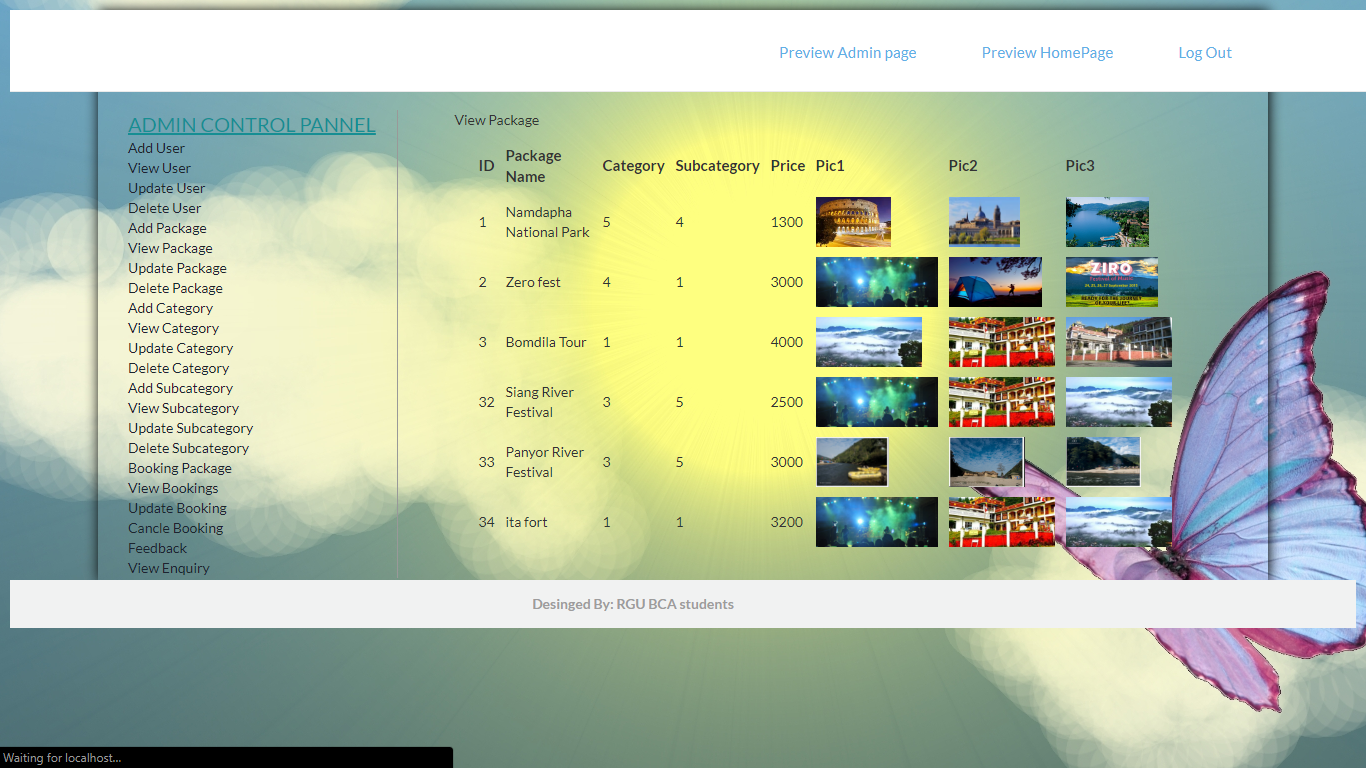 Preview Admin page Preview HomePage Log Out
ADMIN CONTROL PANNEL
Add User
View User
Update User
Delete User
Add Package
View Package
Update Package
Delete Package
Add Category
View Category
Update Category
Delete Category
Add Subcategory
View Subcategory
Update Subcategory
Delete Subcategory
Booking Package
View Bookings
Update Booking
Cancle Booking
Feedback
View Enquiry
View Package
ID Package Name Category Subcategory Price Pic1 Pic2 Pic3
1 Namdapha National Park 5 4 1300
2 Zero fest 4 1 3000
ZIRO
3 Bomdila Tour 1 1 4000
32 Siang River Festival 3 5 2500
33 Panyor River Festival 3 5 3000
34 ita fort 1 1 3200
Desinged By: RGU BCA students
Waiting for localhost...